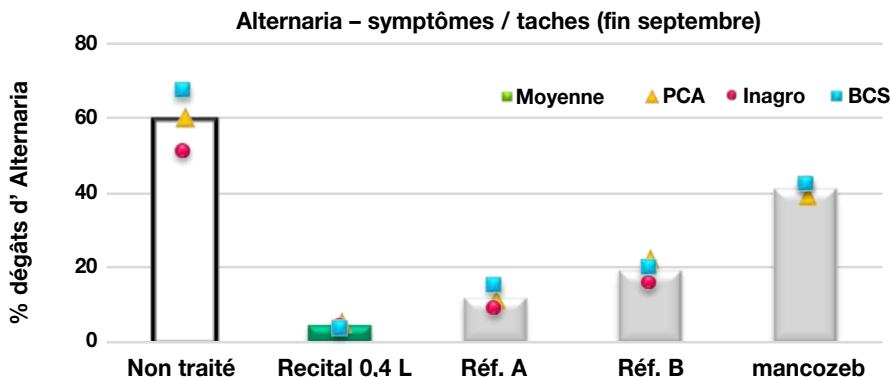 Alternaria – symptômes / taches (fin septembre)
% dégâts d’ Alternaria
80
60
40
20
0
Moyenne PCA Inagro BCS
Non traité Recital 0,4 L Réf. A Réf. B mancozeb